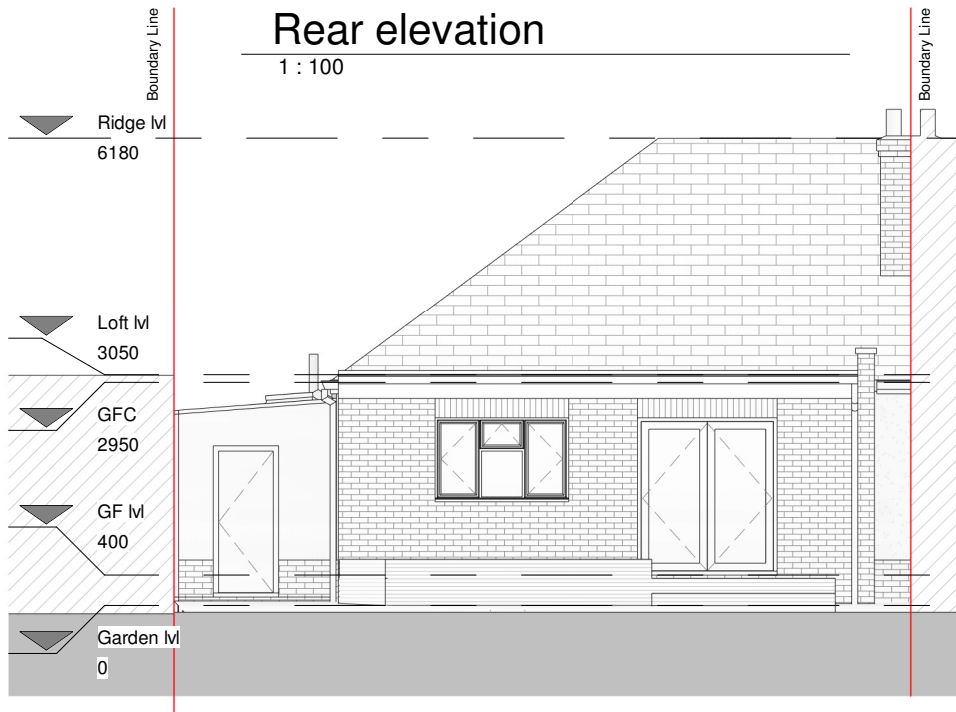 Rear elevation
1 : 100
Boundary Line
Boundary Line
Ridge lvl
6180
Loft lvl
3050
GFC
2950
GF lvl
400
Garden lvl
0